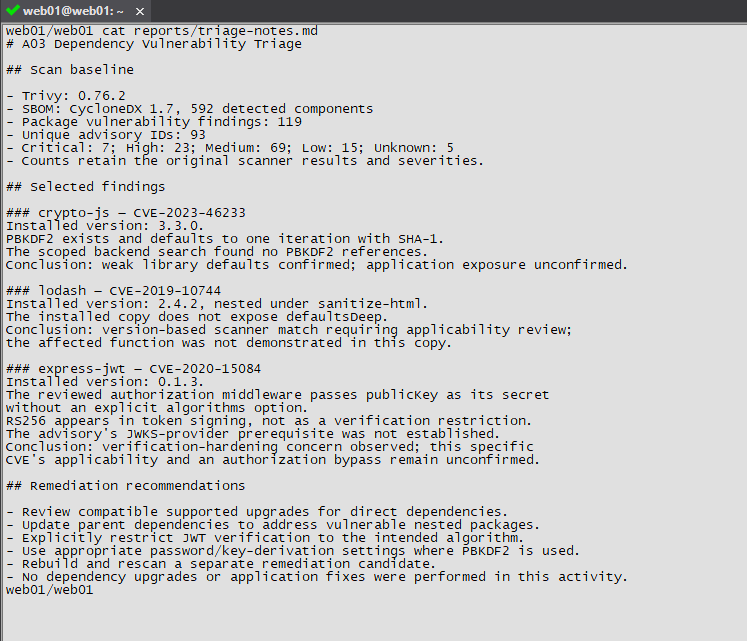 web01@web01: ~
web01/web01 cat reports/triage-notes.md
# A03 Dependency Vulnerability Triage
## Scan baseline
- Trivy: 0.76.2
- SBOM: CycloneDX 1.7, 592 detected components
- Package vulnerability findings: 119
- Unique advisory IDs: 93
- Critical: 7; High: 23; Medium: 69; Low: 15; Unknown: 5
- Counts retain the original scanner results and severities.
## Selected findings
### crypto-js — CVE-2023-46233
Installed version: 3.3.0.
PBKDF2 exists and defaults to one iteration with SHA-1.
The scoped backend search found no PBKDF2 references.
Conclusion: weak library defaults confirmed; application exposure unconfirmed.
### lodash — CVE-2019-10744
Installed version: 2.4.2, nested under sanitize-html.
The installed copy does not expose defaultsDeep.
Conclusion: version-based scanner match requiring applicability review;
the affected function was not demonstrated in this copy.
### express-jwt — CVE-2020-15084
Installed version: 0.1.3.
The reviewed authorization middleware passes publicKey as its secret
without an explicit algorithms option.
RS256 appears in token signing, not as a verification restriction.
The advisory's JWKS-provider prerequisite was not established.
Conclusion: verification-hardening concern observed; this specific
CVE's applicability and an authorization bypass remain unconfirmed.
## Remediation recommendations
- Review compatible supported upgrades for direct dependencies.
- Update parent dependencies to address vulnerable nested packages.
- Explicitly restrict JWT verification to the intended algorithm.
- Use appropriate password/key-derivation settings where PBKDF2 is used.
- Rebuild and rescan a separate remediation candidate.
- No dependency upgrades or application fixes were performed in this activity.
web01/web01